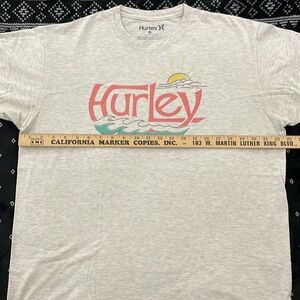 Hurley
Hurley
CALIFORNIA MARKER COPIES, INC. - 103 W. MARTIN LUTHER KING BLVD.,